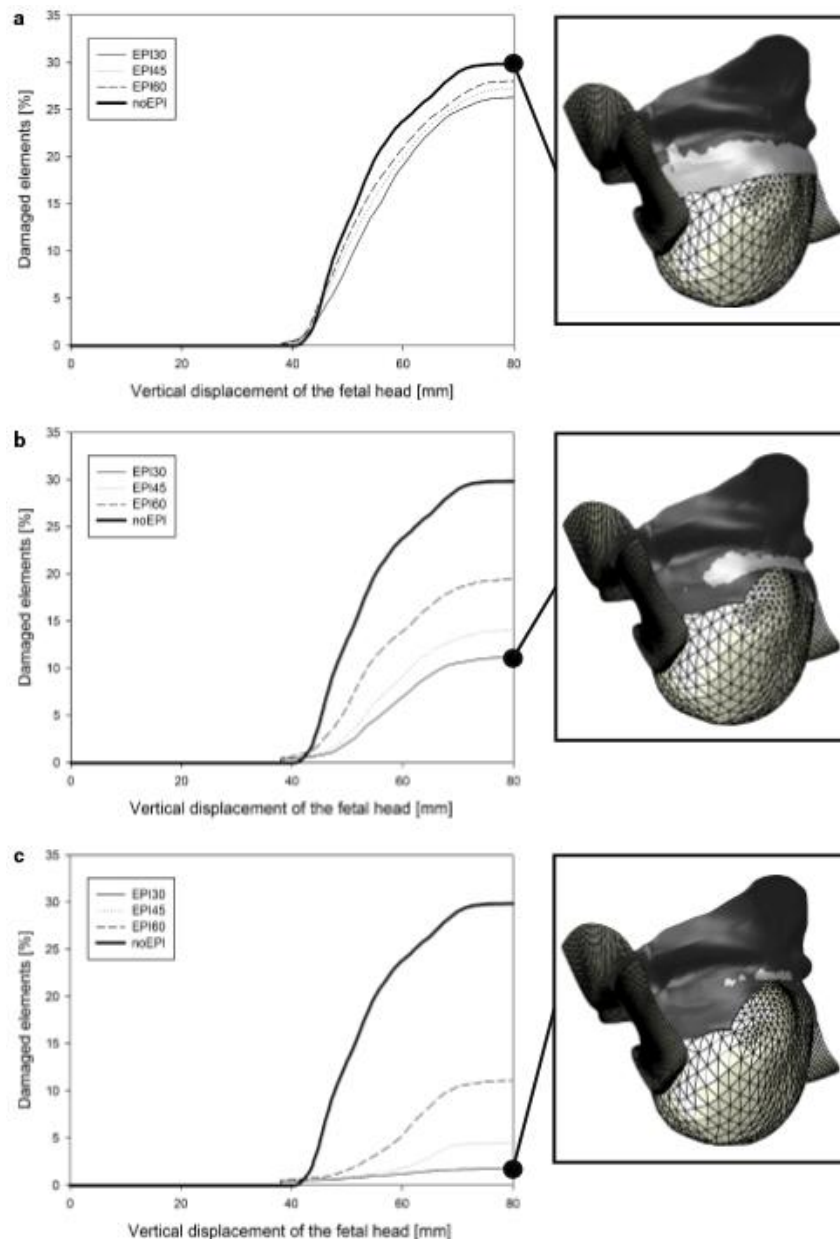 a
Damaged elements [%]
35
30
25
20
15
10
5
0
EPI30
EPI45
EPI60
noEPI
0 20 40 60 80
Vertical displacement of the fetal head [mm]
b
Damaged elements [%]
35
30
25
20
15
10
5
0
EPI30
EPI45
EPI60
noEPI
0 20 40 60 80
Vertical displacement of the fetal head [mm]
c
Damaged elements [%]
35
30
25
20
15
10
5
0
EPI30
EPI45
EPI60
noEPI
0 20 40 60 80
Vertical displacement of the fetal head [mm]